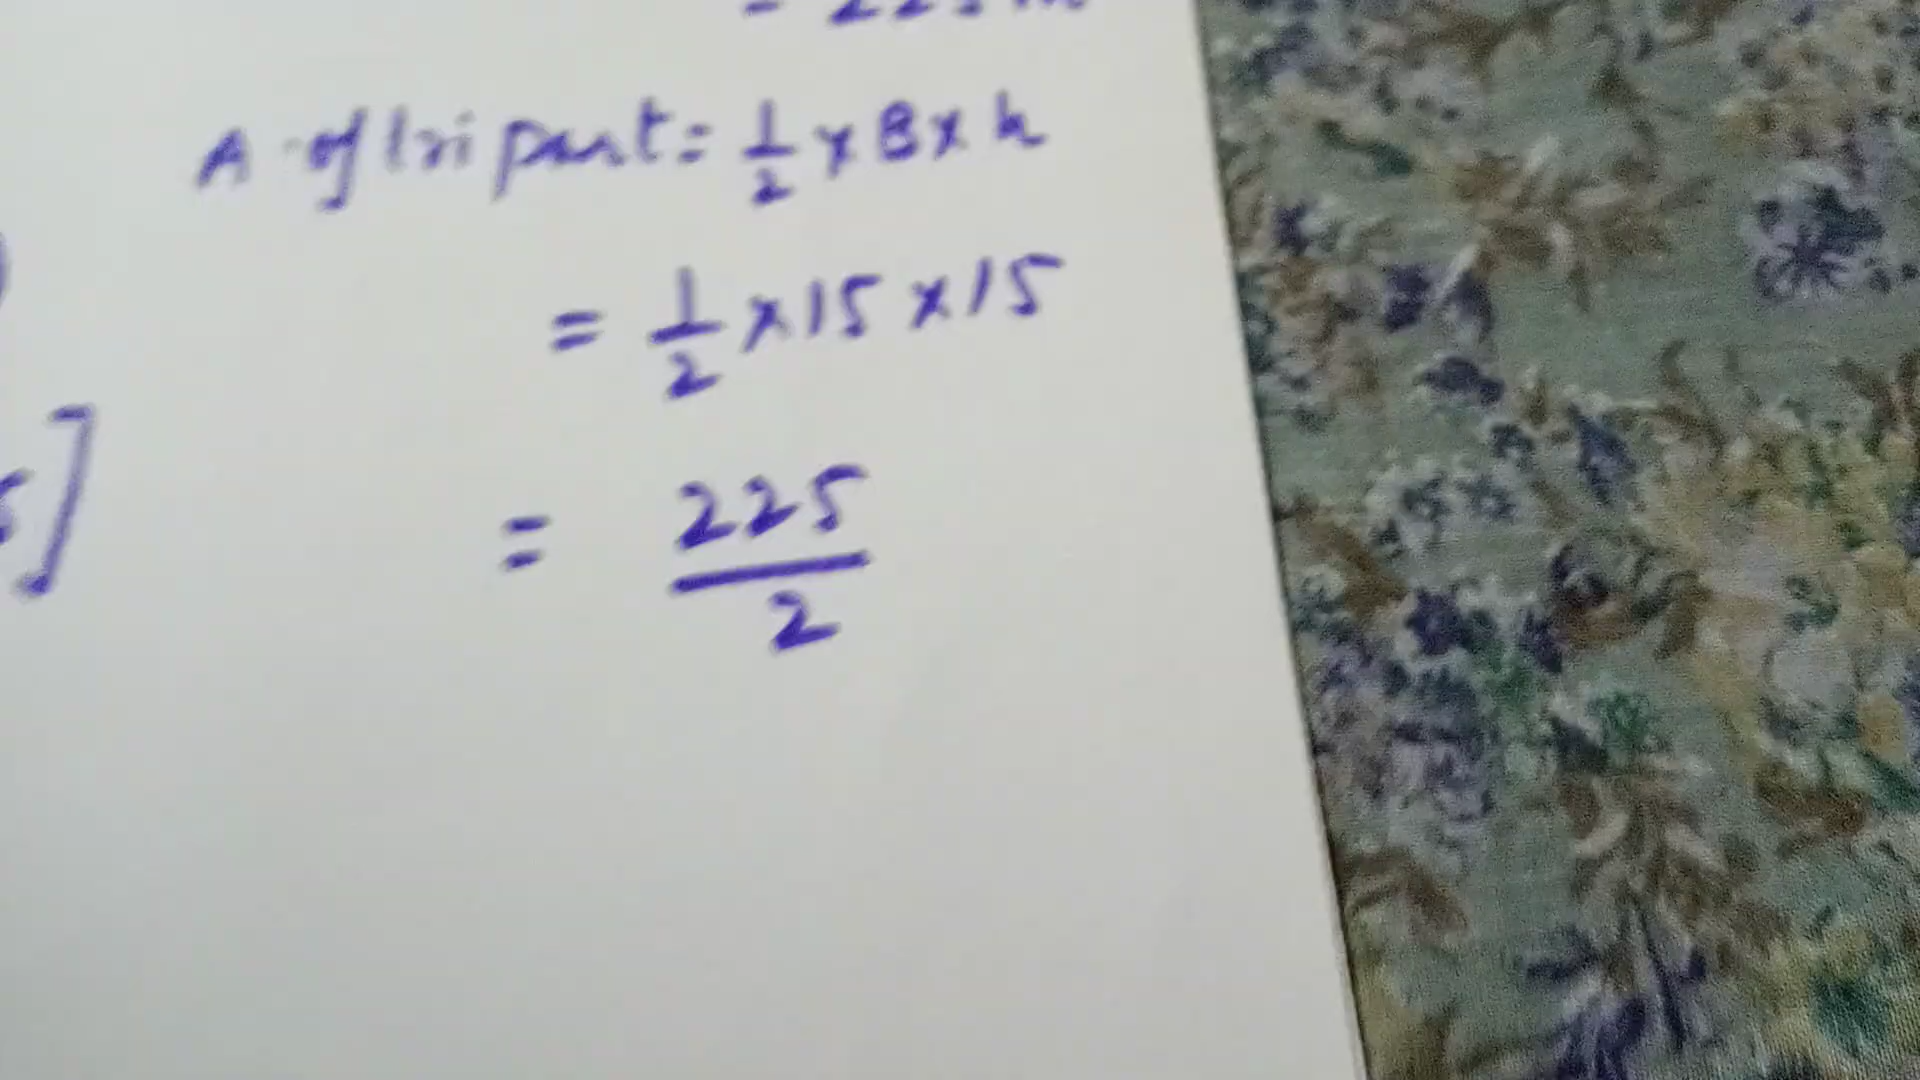 A of tri part = 1/2 x B x h
= 1/2 x 15 x 15
= 225/2
]